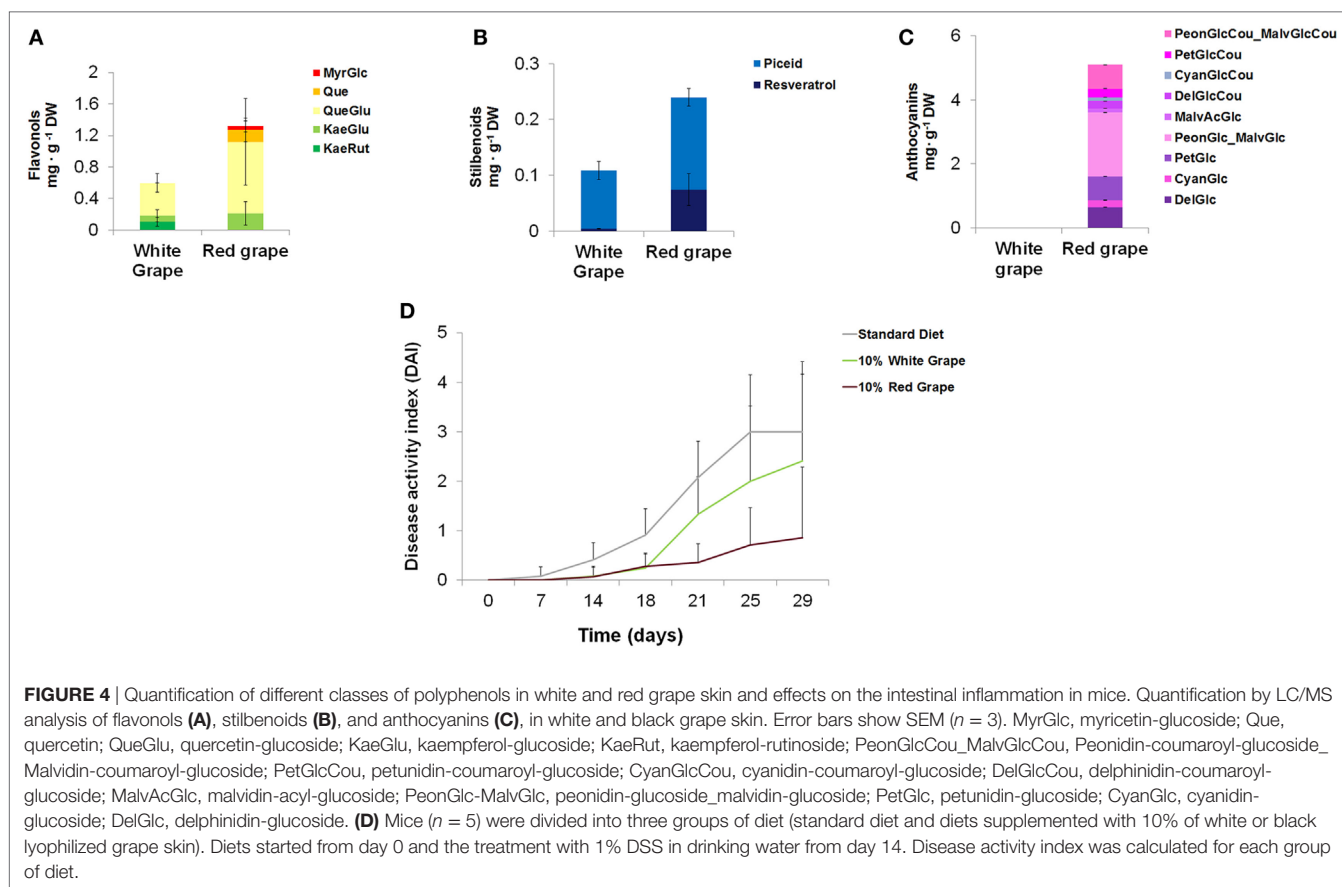 A
Flavonols
mg · g-1 DW
2
1.6
1.2
0.8
0.4
0
White
Grape
Red grape
MyrGlc
Que
QueGlu
KaeGlu
KaeRut
B
Stilbenoids
mg · g-1 DW
0.3
0.2
0.1
0
White
Grape
Red grape
Piceid
Resveratrol
C
Anthocyanins
mg · g-1 DW
6
4
2
0
White
grape
Red grape
PeonGlcCou_MalvGlcCou
PetGlcCou
CyanGlcCou
DelGlcCou
MalvAcGlc
PeonGlc_MalvGlc
PetGlc
CyanGlc
DelGlc
D
Disease activity index (DAI)
5
4
3
2
1
0
0 7 14 18 21 25 29
Time (days)
Standard Diet
10% White Grape
10% Red Grape
FIGURE 4 | Quantification of different classes of polyphenols in white and red grape skin and effects on the intestinal inflammation in mice. Quantification by LC/MS
analysis of flavonols (A), stilbenoids (B), and anthocyanins (C), in white and black grape skin. Error bars show SEM (n = 3). MyrGlc, myricetin-glucoside; Que,
quercetin; QueGlu, quercetin-glucoside; KaeGlu, kaempferol-glucoside; KaeRut, kaempferol-rutinoside; PeonGlcCou_MalvGlcCou, Peonidin-coumaroyl-glucoside_
Malvidin-coumaroyl-glucoside; PetGlcCou, petunidin-coumaroyl-glucoside; CyanGlcCou, cyanidin-coumaroyl-glucoside; DelGlcCou, delphinidin-coumaroyl-
glucoside; MalvAcGlc, malvidin-acyl-glucoside; PeonGlc-MalvGlc, peonidin-glucoside_malvidin-glucoside; PetGlc, petunidin-glucoside; CyanGlc, cyanidin-
glucoside; DelGlc, delphinidin-glucoside. (D) Mice (n = 5) were divided into three groups of diet (standard diet and diets supplemented with 10% of white or black
lyophilized grape skin). Diets started from day 0 and the treatment with 1% DSS in drinking water from day 14. Disease activity index was calculated for each group
of diet.